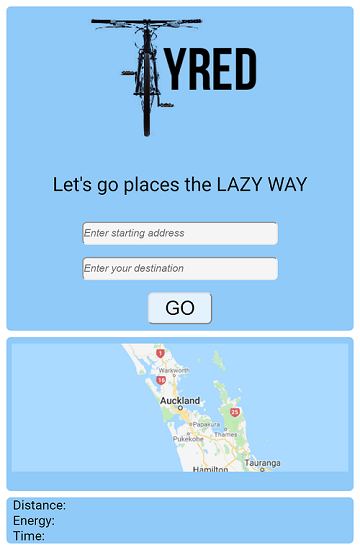 YRED
Let's go places the LAZY WAY
Enter starting address
Enter your destination
GO
1
Warkworth
16
Auckland
25
Papakura
Thames
Pukekohe
Hamilton
Tauranga
Distance:
Energy:
Time: